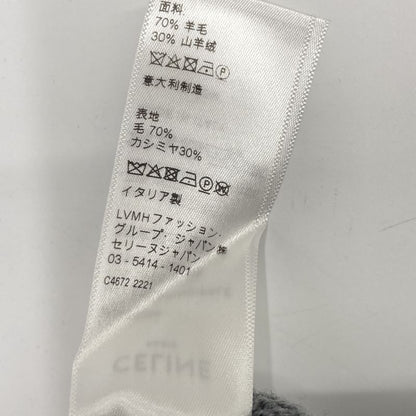 面料
70% 羊毛
30% 山羊绒
意大利制造
表地
毛 70%
カシミヤ30%
イタリア製
LVMHファッション・
グループ・ジャパン㈱
セリーヌジャパン
03 - 5414 - 1401
C4672 2221
CELINE